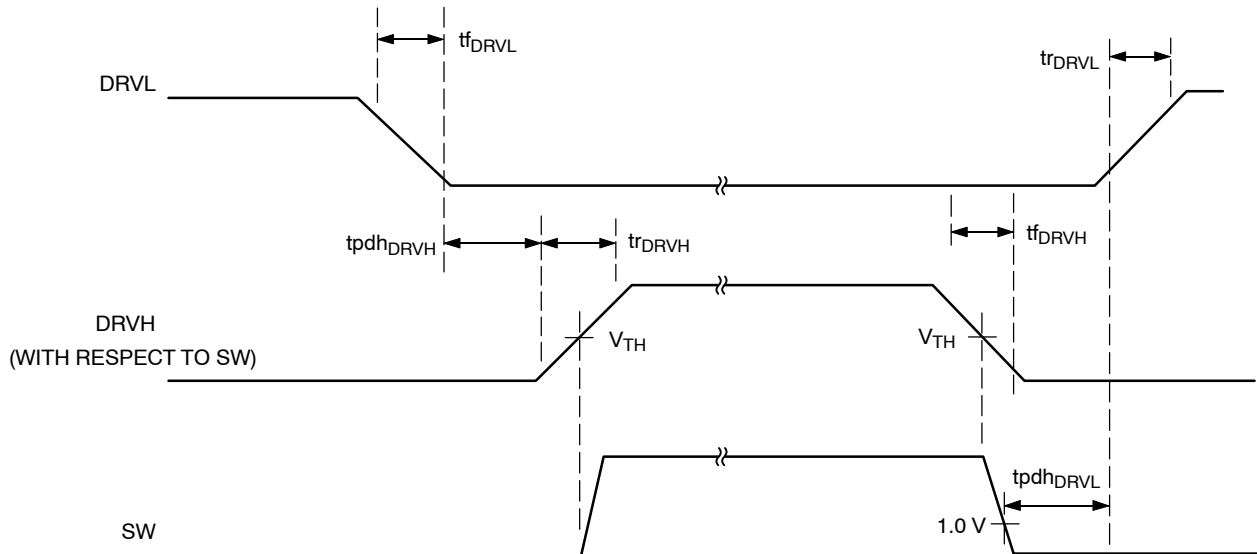 tfDRVL
trDRVL
DRVL
tpdhDRVH
trDRVH
tfDRVH
DRVH
(WITH RESPECT TO SW)
VTH
VTH
tpdhDRVL
1.0 V
SW